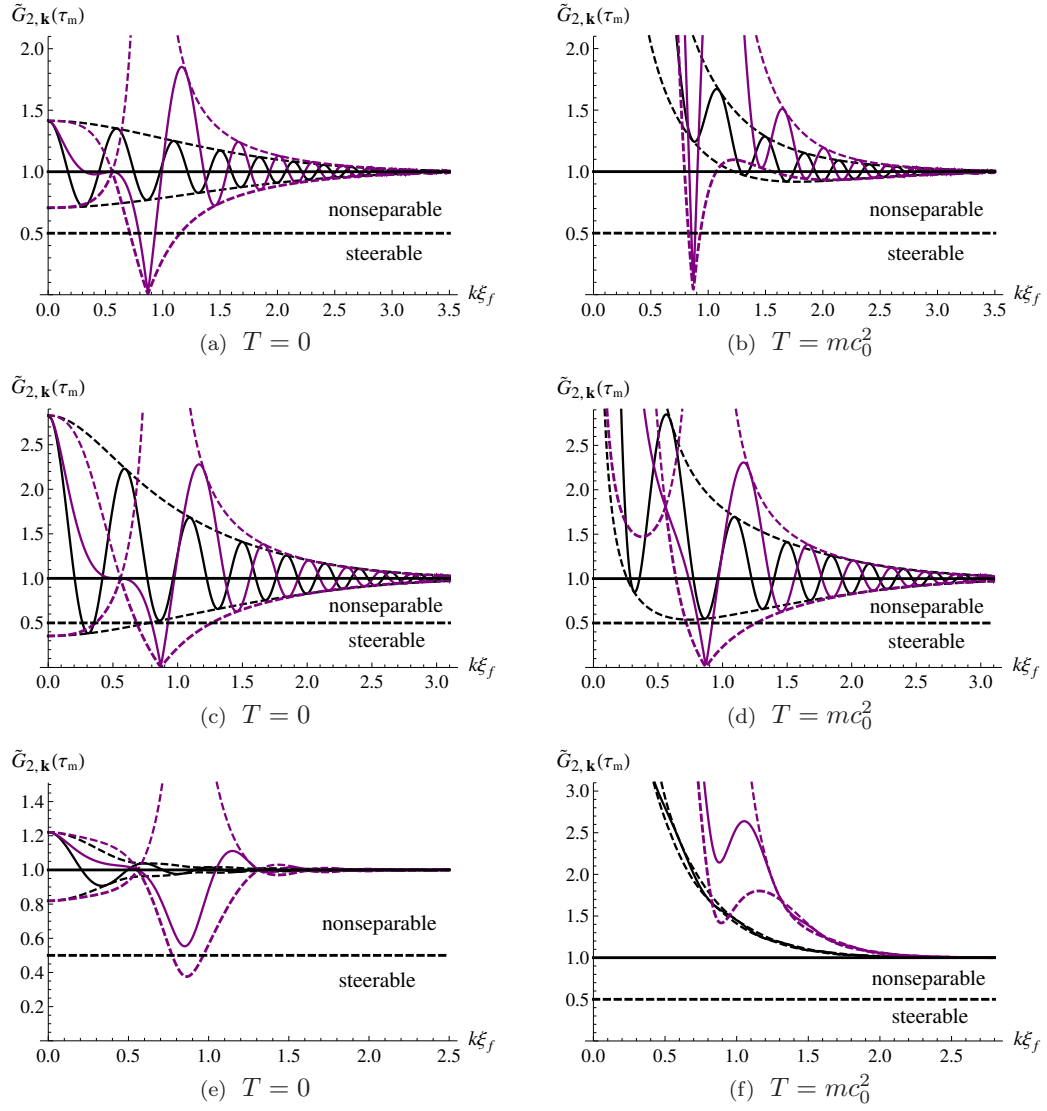 G̃2,k(τm)
1.5
1.0
0.5
nonseparable
steerable
0.0 0.5 1.0 1.5 2.0 2.5 3.0 3.5
kξf
(a) T = 0
G̃2,k(τm)
2.0
1.5
1.0
0.5
nonseparable
steerable
0.0 0.5 1.0 1.5 2.0 2.5 3.0 3.5
kξf
(b) T = mc₀²
G̃2,k(τm)
2.5
2.0
1.5
1.0
0.5
nonseparable
steerable
0.0 0.5 1.0 1.5 2.0 2.5 3.0
kξf
(c) T = 0
G̃2,k(τm)
2.5
2.0
1.5
1.0
0.5
nonseparable
steerable
0.0 0.5 1.0 1.5 2.0 2.5 3.0
kξf
(d) T = mc₀²
G̃2,k(τm)
1.4
1.2
1.0
0.8
0.6
0.4
0.2
nonseparable
steerable
0.0 0.5 1.0 1.5 2.0 2.5
kξf
(e) T = 0
G̃2,k(τm)
3.0
2.5
2.0
1.5
1.0
0.5
nonseparable
steerable
0.0 0.5 1.0 1.5 2.0 2.5
kξf
(f) T = mc₀²